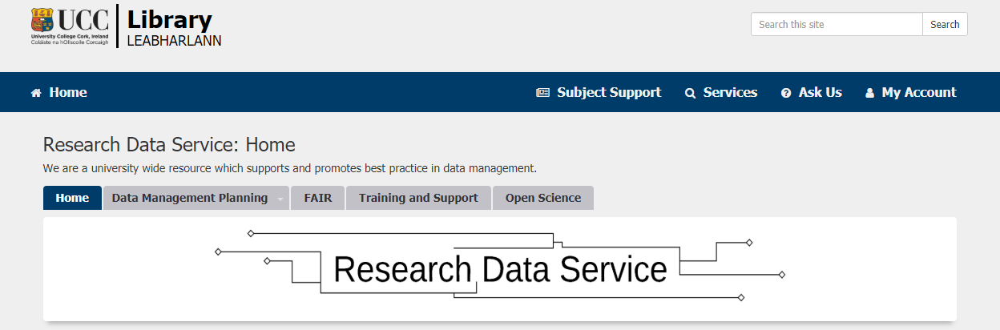 UCC
University College Cork, Ireland
Coláiste na hOllscoile Corcaigh
Library
LEABHARLANN
Search this site
Search
Home
Subject Support
Services
Ask Us
My Account
Research Data Service: Home
We are a university wide resource which supports and promotes best practice in data management.
Home
Data Management Planning
FAIR
Training and Support
Open Science
Research Data Service